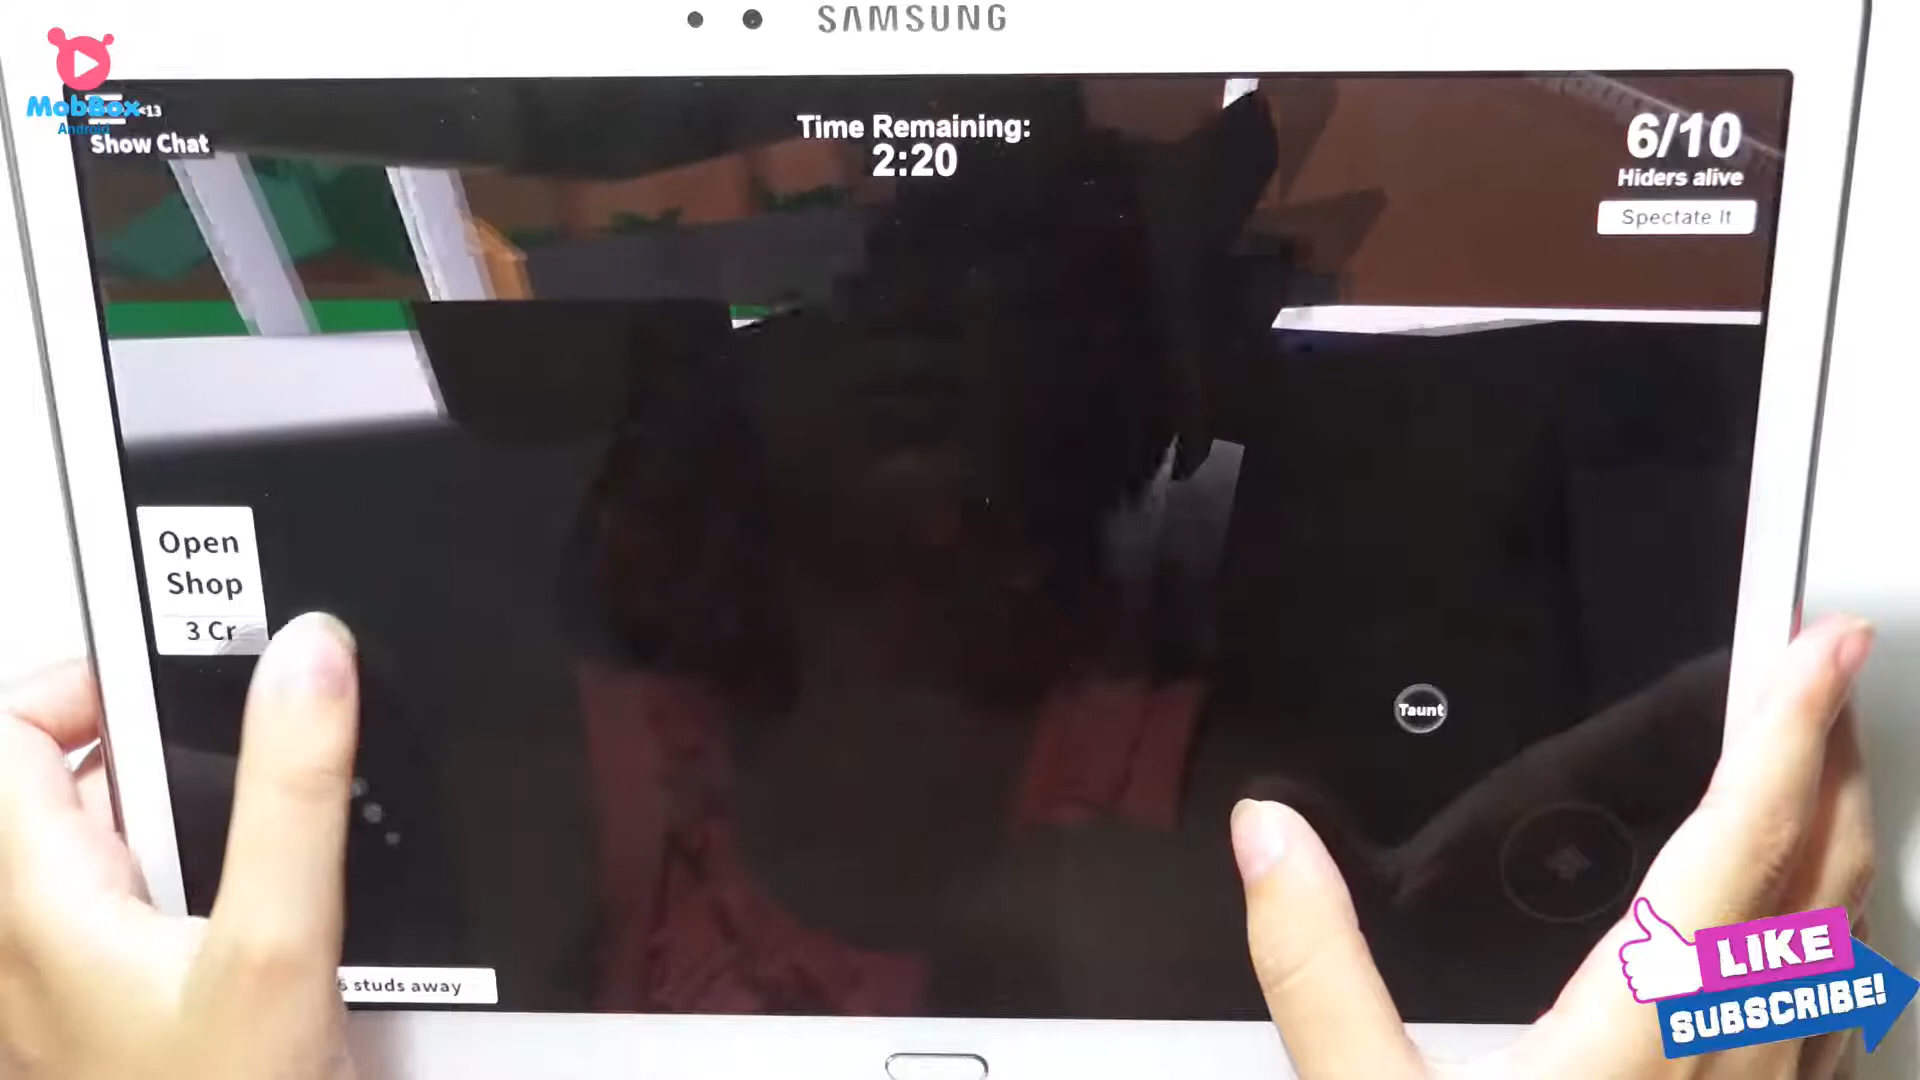 SAMSUNG
MobBox
Android
<13
Show Chat
Time Remaining:
2:20
6/10
Hiders alive
Spectate It
Open
Shop
3 Cr
Taunt
studs away
LIKE
SUBSCRIBE!